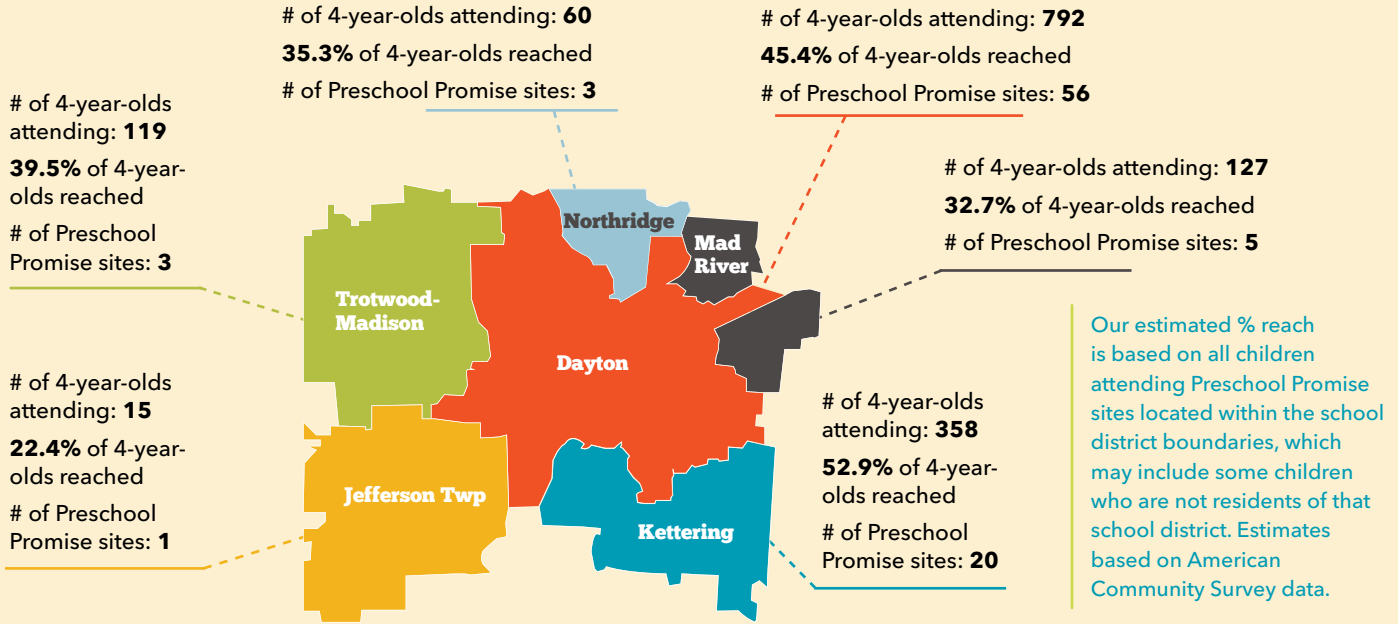 # of 4-year-olds attending: 60
35.3% of 4-year-olds reached
# of Preschool Promise sites: 3
# of 4-year-olds attending: 792
45.4% of 4-year-olds reached
# of Preschool Promise sites: 56
# of 4-year-olds
attending: 119
39.5% of 4-year-
olds reached
# of Preschool
Promise sites: 3
# of 4-year-olds attending: 127
32.7% of 4-year-olds reached
# of Preschool Promise sites: 5
Northridge
Mad
River
Trotwood-
Madison
Dayton
Jefferson Twp
Kettering
# of 4-year-olds
attending: 15
22.4% of 4-year-
olds reached
# of Preschool
Promise sites: 1
# of 4-year-olds
attending: 358
52.9% of 4-year-
olds reached
# of Preschool
Promise sites: 20
Our estimated % reach
is based on all children
attending Preschool Promise
sites located within the school
district boundaries, which
may include some children
who are not residents of that
school district. Estimates
based on American
Community Survey data.